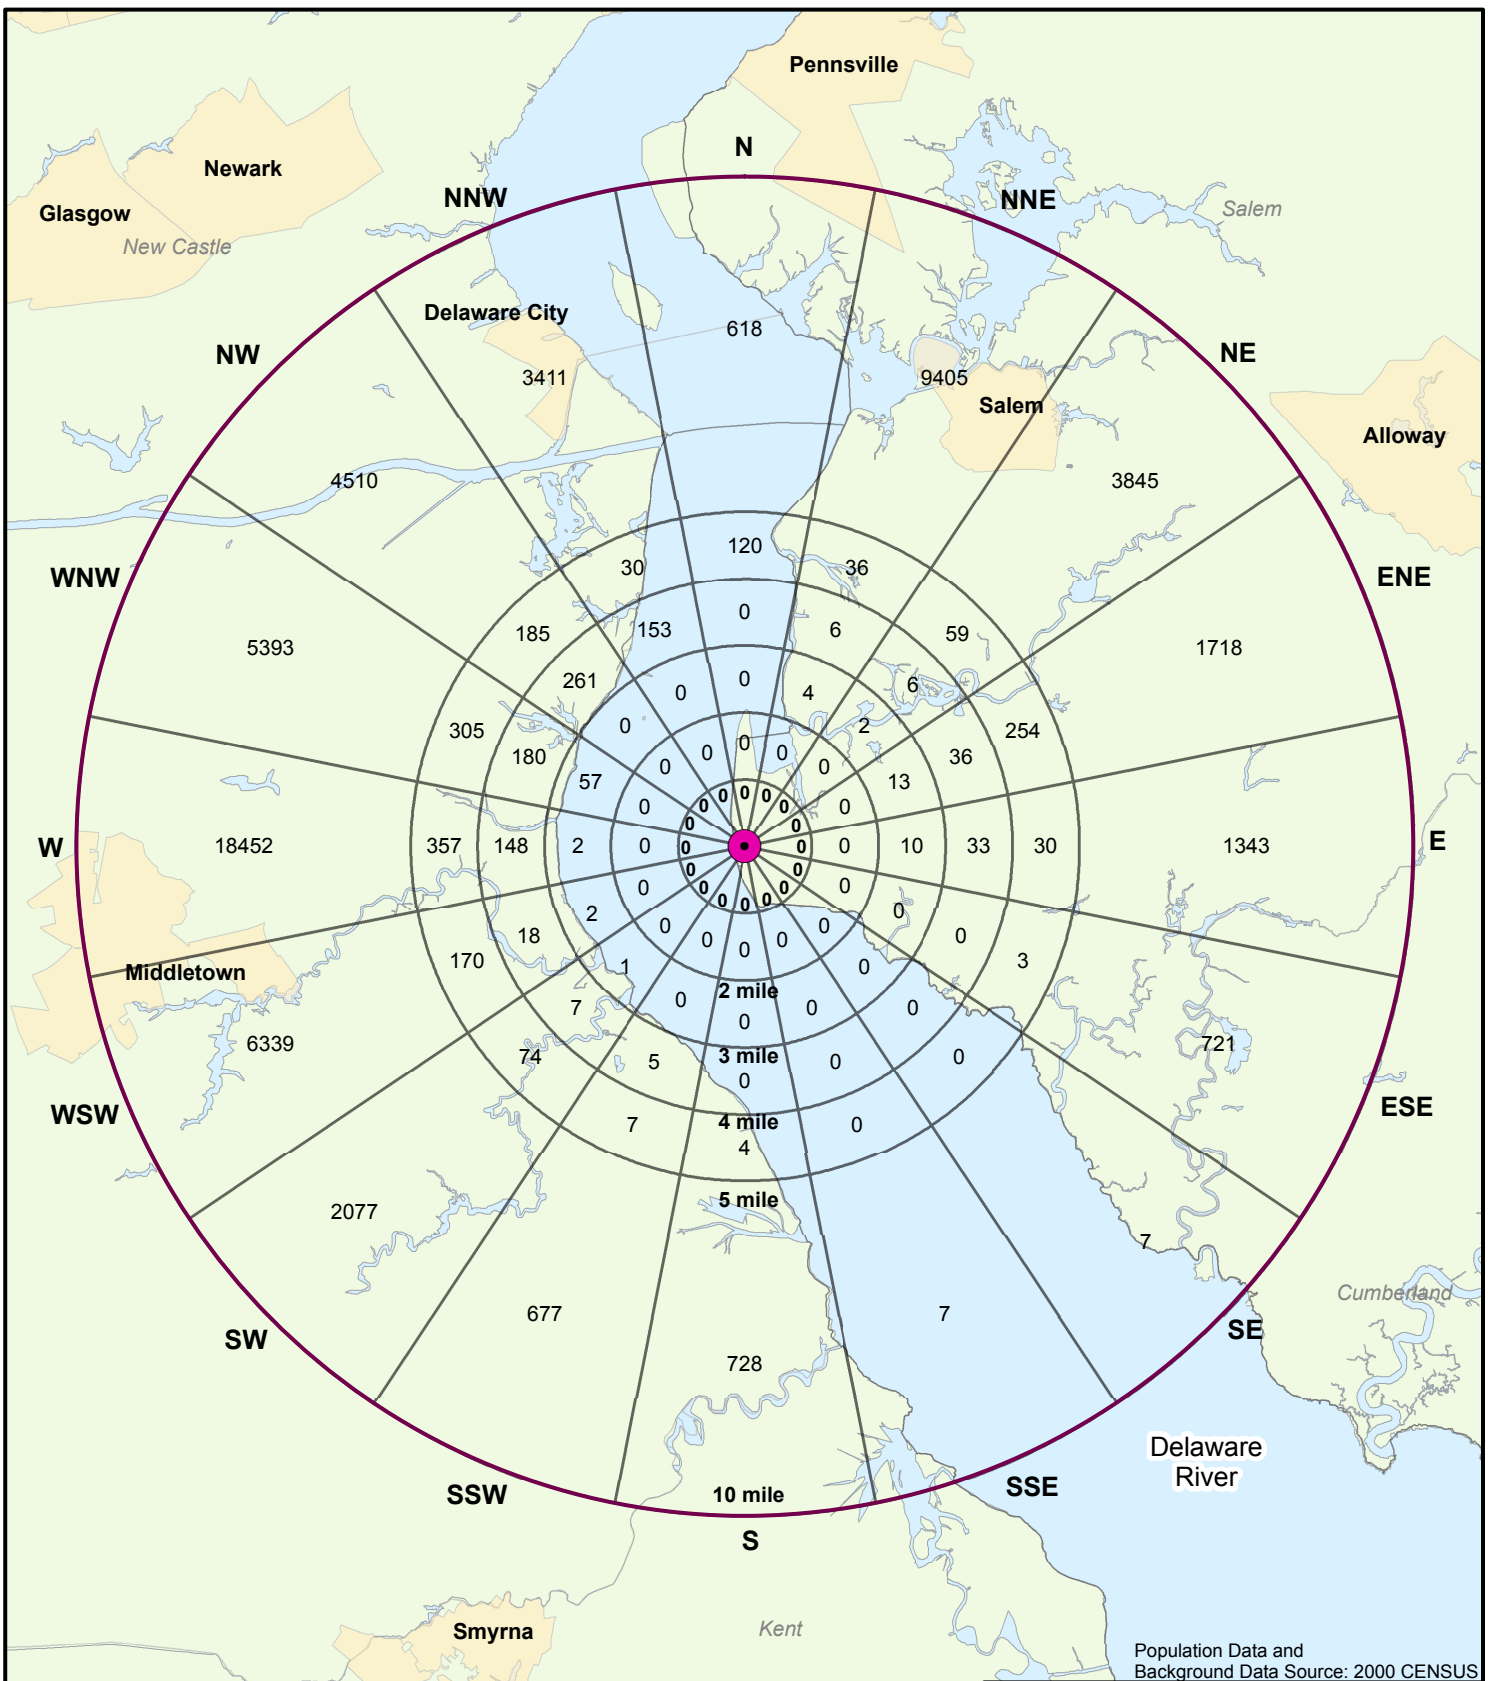 Pennsville
N
Newark
NNW
NNE
Salem
Glasgow
New Castle
Delaware City
618
NW
NE
3411
9405
Salem
Alloway
4510
3845
120
30
36
WNW
ENE
0
153
6
185
59
5393
1718
261
0
0
4
6
0
2
305
254
180
0
0
0
36
0
0
57
13
0
0
0
0
0
0
0
0
0
0
W
18452
357
148
2
0
0
0
0
10
33
30
1343
E
0
0
0
0
0
0
0
0
0
0
0
2
0
18
0
0
0
0
0
0
170
3
1
0
Middletown
2 mile
0
0
7
0
0
6339
721
3 mile
74
5
0
0
0
WSW
ESE
7
4 mile
0
4
5 mile
2077
7
Cumberland
677
7
SW
SE
728
Delaware
River
SSW
10 mile
SSE
S
Smyrna
Kent
Population Data and
Background Data Source: 2000 CENSUS